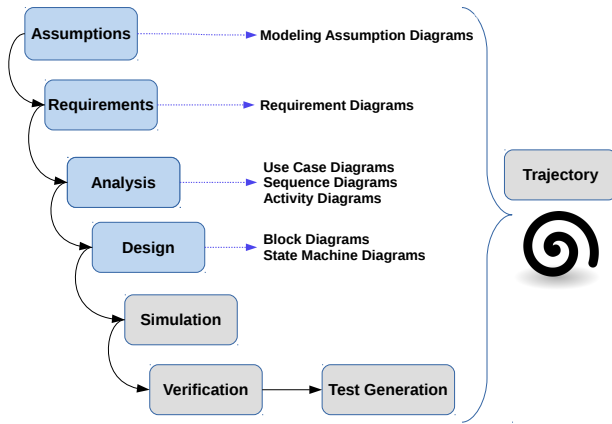 Assumptions
Modeling Assumption Diagrams
Requirements
Requirement Diagrams
Analysis
Use Case Diagrams
Sequence Diagrams
Activity Diagrams
Trajectory
Design
Block Diagrams
State Machine Diagrams
Simulation
Verification
Test Generation